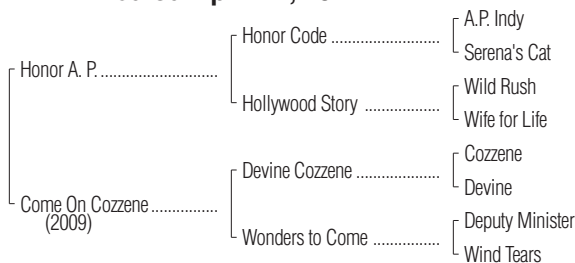 A.P. Indy
Honor Code
Serena's Cat
Honor A. P.
Wild Rush
Hollywood Story
Wife for Life
Cozzene
Devine Cozzene
Devine
Come On Cozzene
(2009)
Deputy Minister
Wonders to Come
Wind Tears